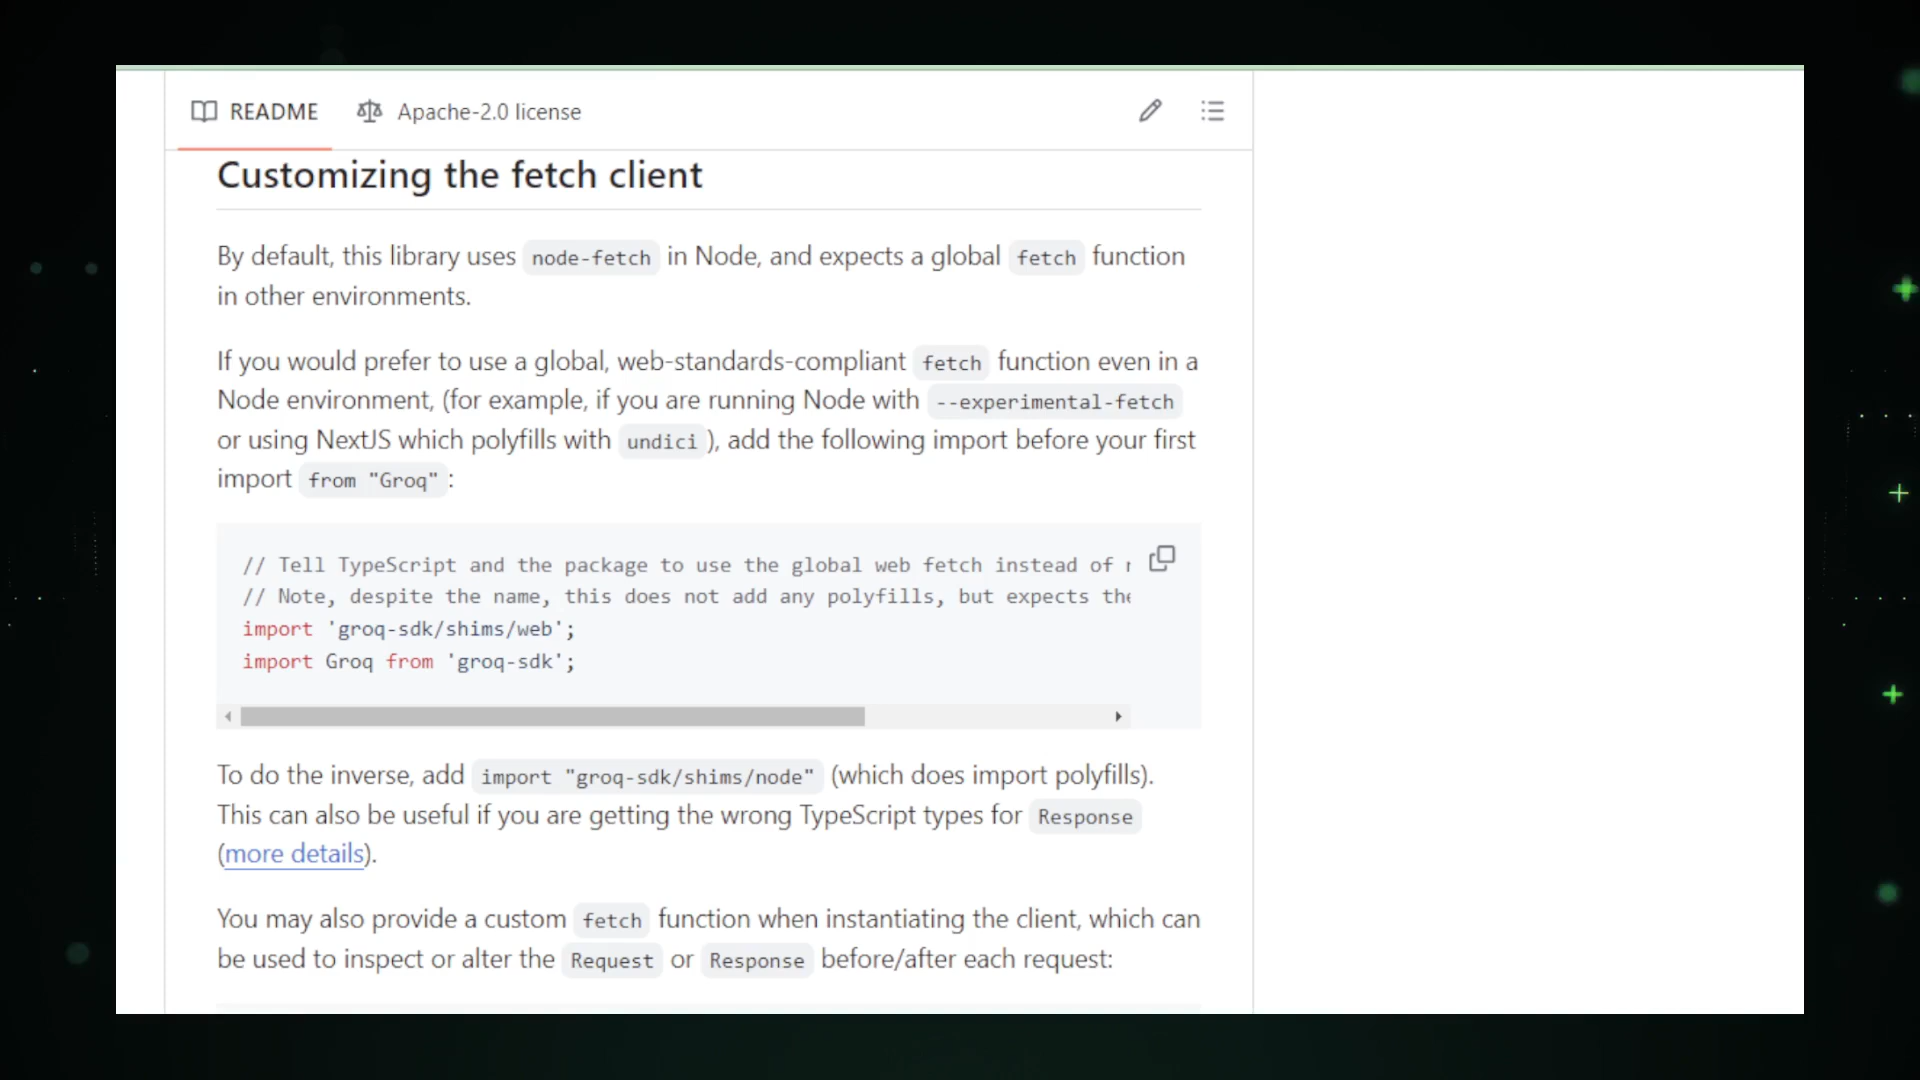 README
Apache-2.0 license
Customizing the fetch client
By default, this library uses node-fetch in Node, and expects a global fetch function
in other environments.
If you would prefer to use a global, web-standards-compliant fetch function even in a
Node environment, (for example, if you are running Node with --experimental-fetch
or using NextJS which polyfills with undici ), add the following import before your first
import from "Groq" :
// Tell TypeScript and the package to use the global web fetch instead of
// Note, despite the name, this does not add any polyfills, but expects the
import 'groq-sdk/shims/web';
import Groq from 'groq-sdk';
To do the inverse, add import "groq-sdk/shims/node" (which does import polyfills).
This can also be useful if you are getting the wrong TypeScript types for Response
(more details).
You may also provide a custom fetch function when instantiating the client, which can
be used to inspect or alter the Request or Response before/after each request: